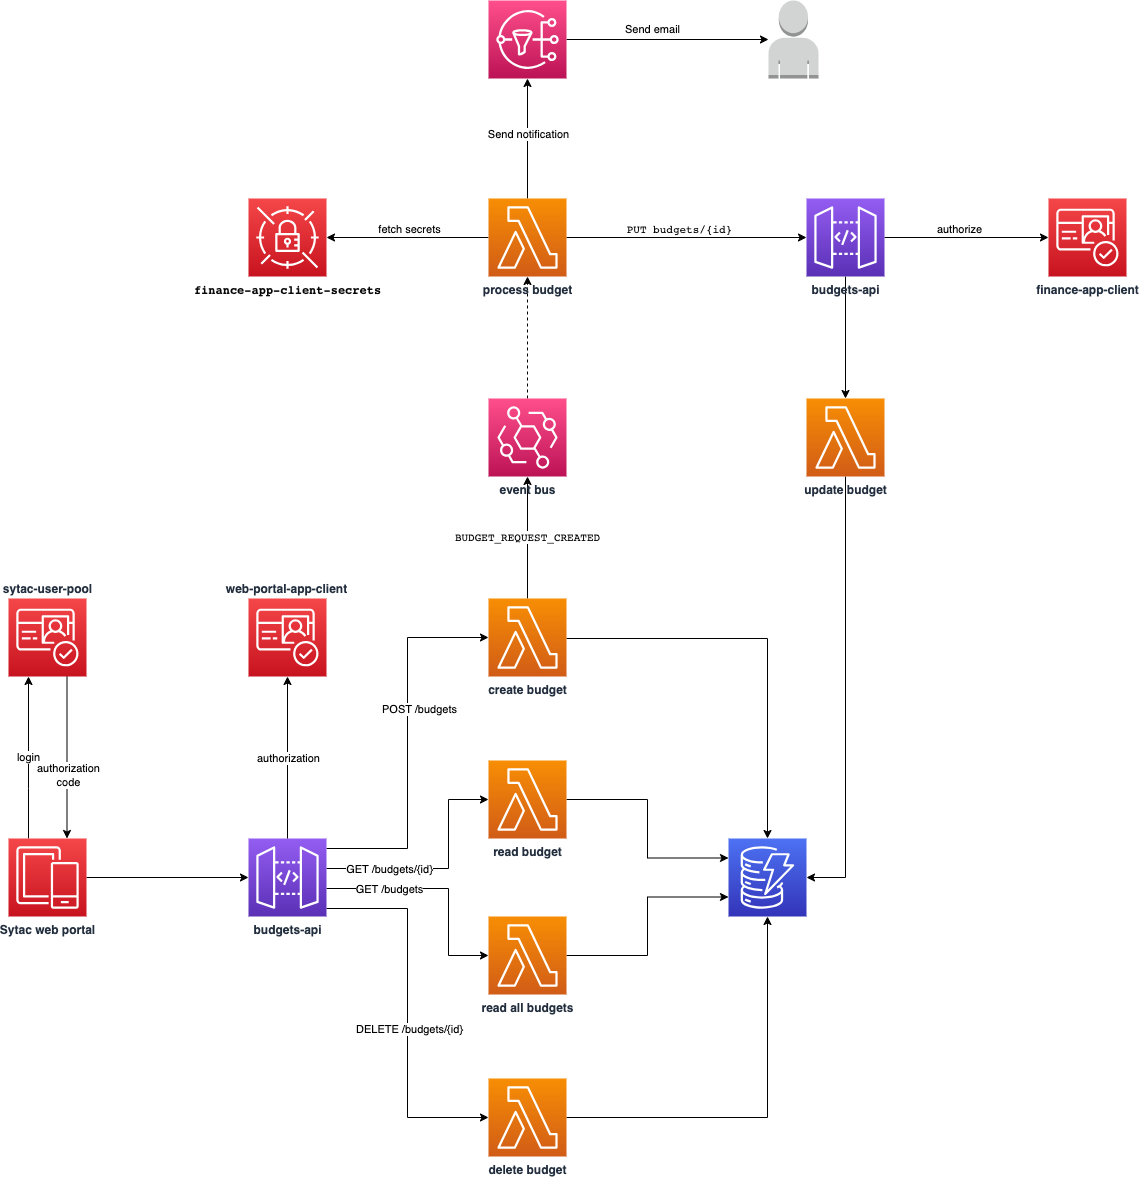 Send email
Send notification
fetch secrets
PUT budgets/{id}
authorize
finance-app-client-secrets
process budget
budgets-api
finance-app-client
event bus
update budget
BUDGET_REQUEST_CREATED
sytac-user-pool
web-portal-app-client
create budget
POST /budgets
login
authorization
code
authorization
read budget
GET /budgets/{id}
GET /budgets
Sytac web portal
budgets-api
read all budgets
DELETE /budgets/{id}
delete budget